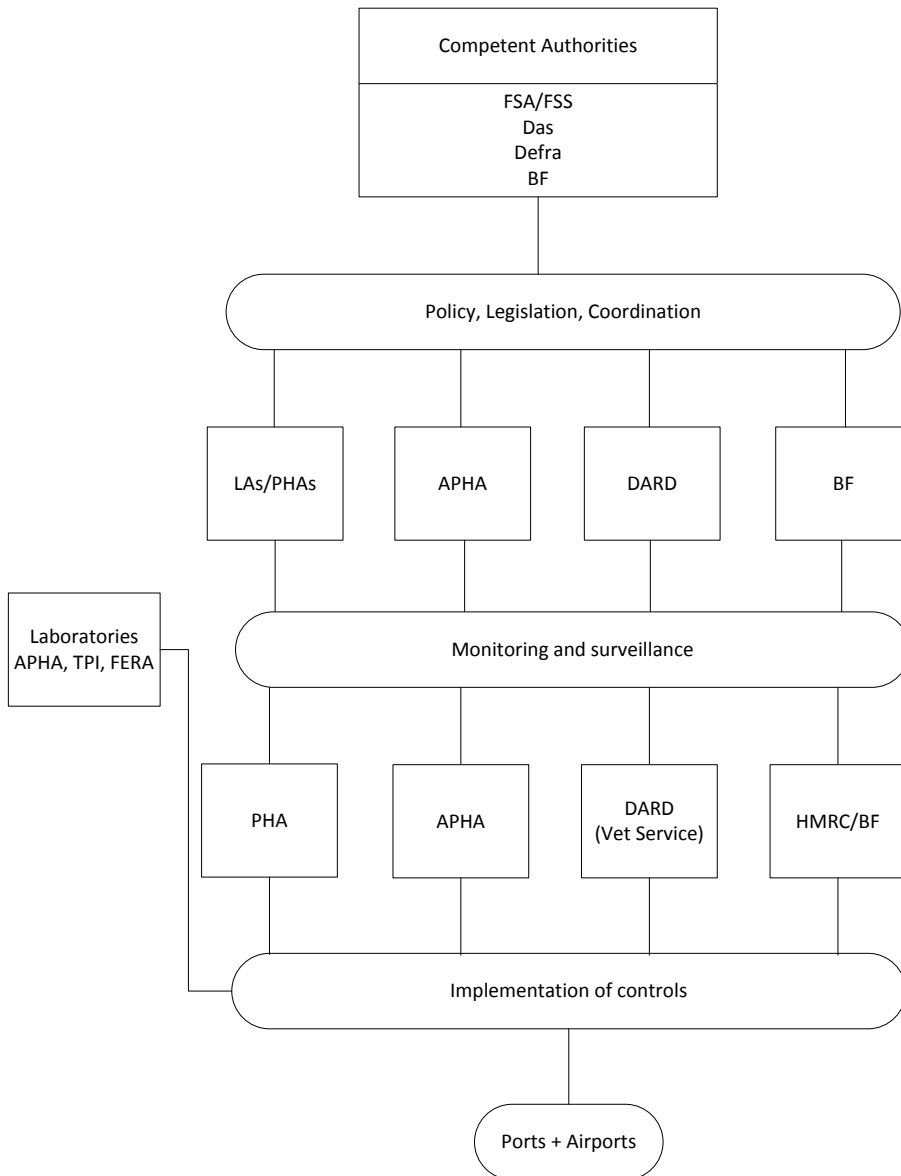 Competent Authorities
FSA/FSS
Das
Defra
BF
Policy, Legislation, Coordination
LAs/PHAs
APHA
DARD
BF
Laboratories
APHA, TPI, FERA
Monitoring and surveillance
PHA
APHA
DARD
(Vet Service)
HMRC/BF
Implementation of controls
Ports + Airports